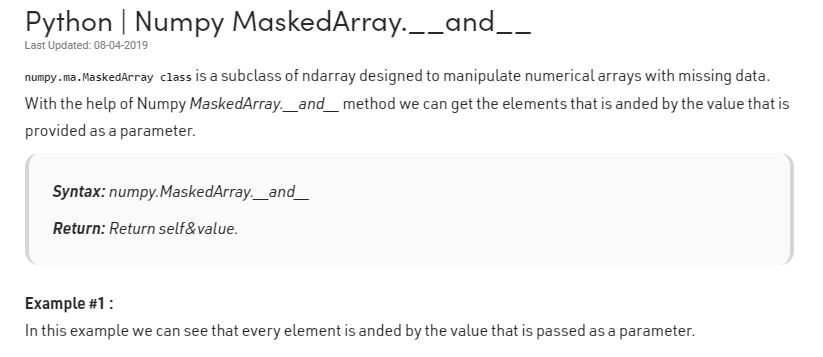 Python | Numpy MaskedArray.__and__
Last Updated: 08-04-2019
numpy.ma.MaskedArray class is a subclass of ndarray designed to manipulate numerical arrays with missing data.
With the help of Numpy MaskedArray.__and__ method we can get the elements that is anded by the value that is
provided as a parameter.
Syntax: numpy.MaskedArray.__and__
Return: Return self&value.
Example #1 :
In this example we can see that every element is anded by the value that is passed as a parameter.